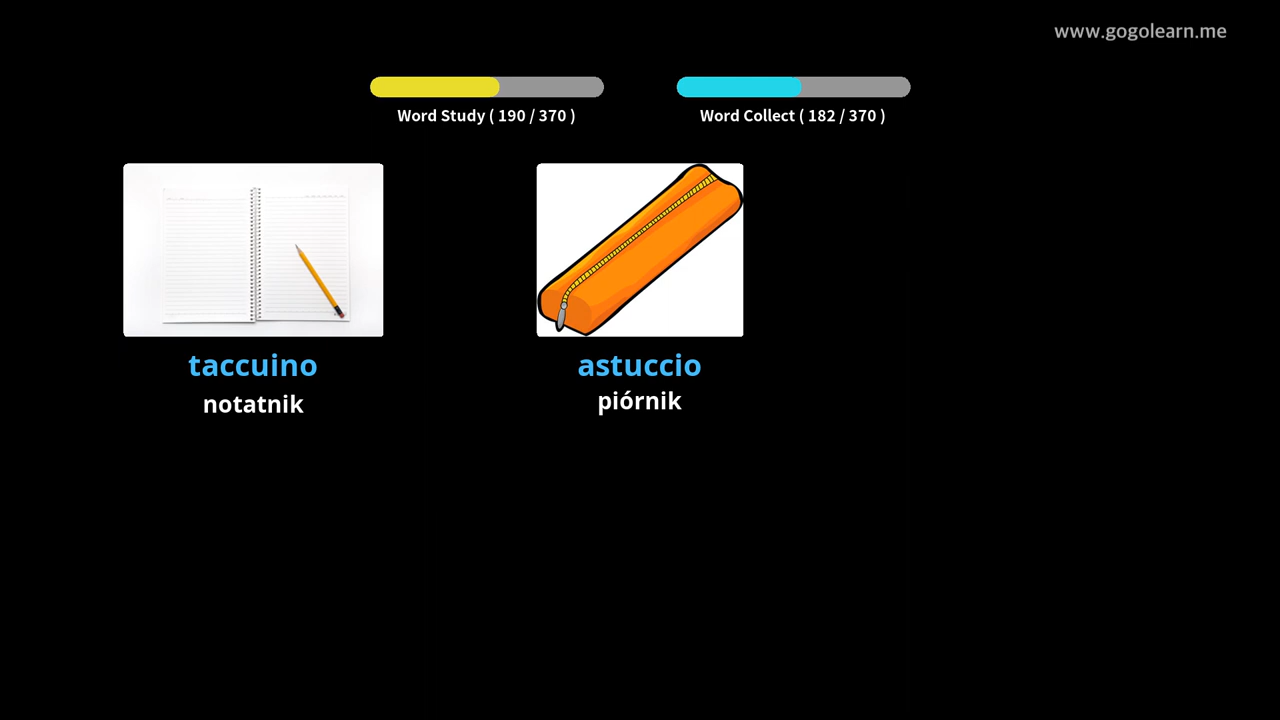 www.gogolearn.me
Word Study ( 190 / 370 )
Word Collect ( 182 / 370 )
taccuino
notatnik
astuccio
piórnik